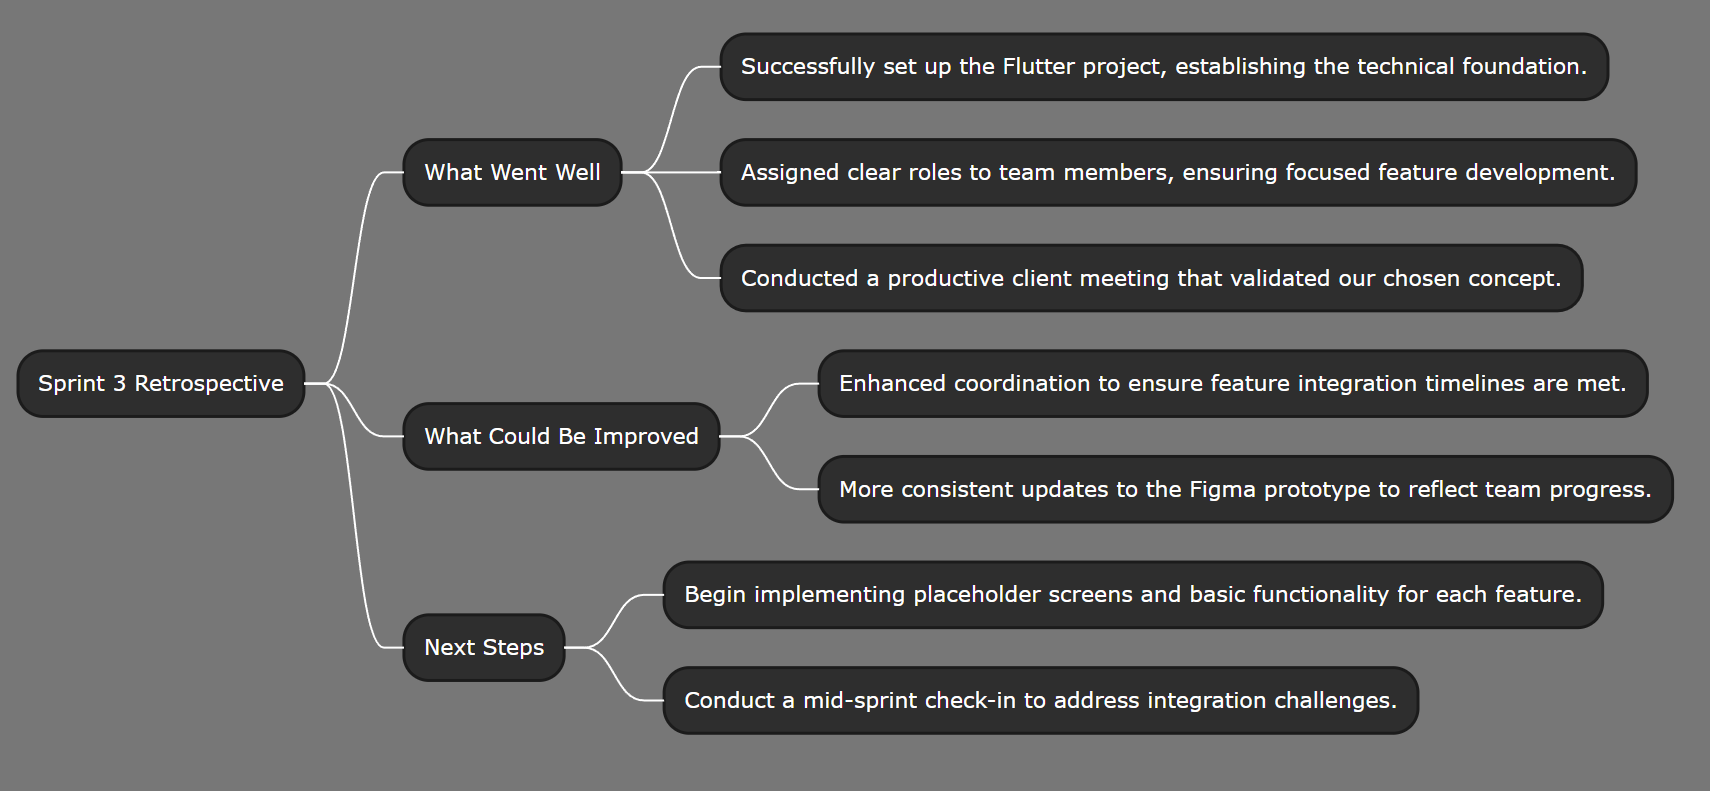 Sprint 3 Retrospective
What Went Well
Successfully set up the Flutter project, establishing the technical foundation.
Assigned clear roles to team members, ensuring focused feature development.
Conducted a productive client meeting that validated our chosen concept.
What Could Be Improved
Enhanced coordination to ensure feature integration timelines are met.
More consistent updates to the Figma prototype to reflect team progress.
Next Steps
Begin implementing placeholder screens and basic functionality for each feature.
Conduct a mid-sprint check-in to address integration challenges.